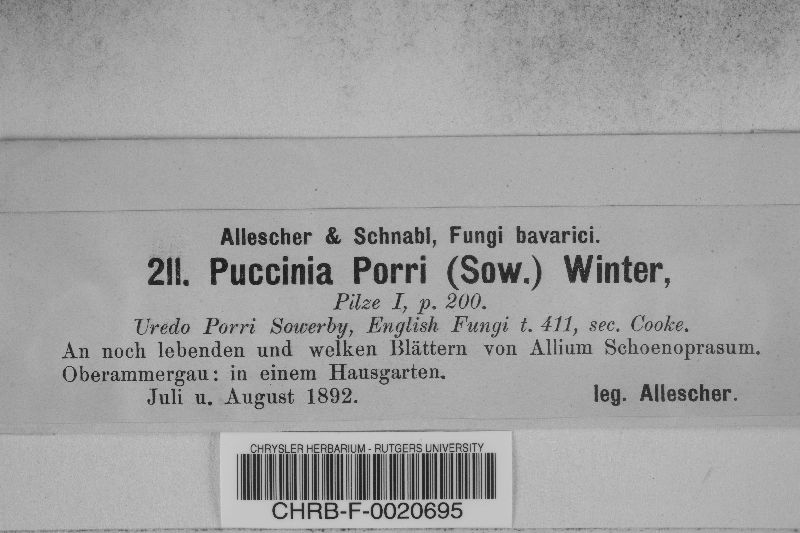 Allescher & Schnabl, Fungi bavarici.
211. Puccinia Porri (Sow.) Winter,
Pilze I, p. 200.
Uredo Porri Sowerby, English Fungi t. 411, sec. Cooke.
An noch lebenden und welken Blättern von Allium Schoenoprasum.
Oberammergau: in einem Hausgarten.
Juli u. August 1892. leg. Allescher.
CHRYSLER HERBARIUM - RUTGERS UNIVERSITY
CHRB-F-0020695